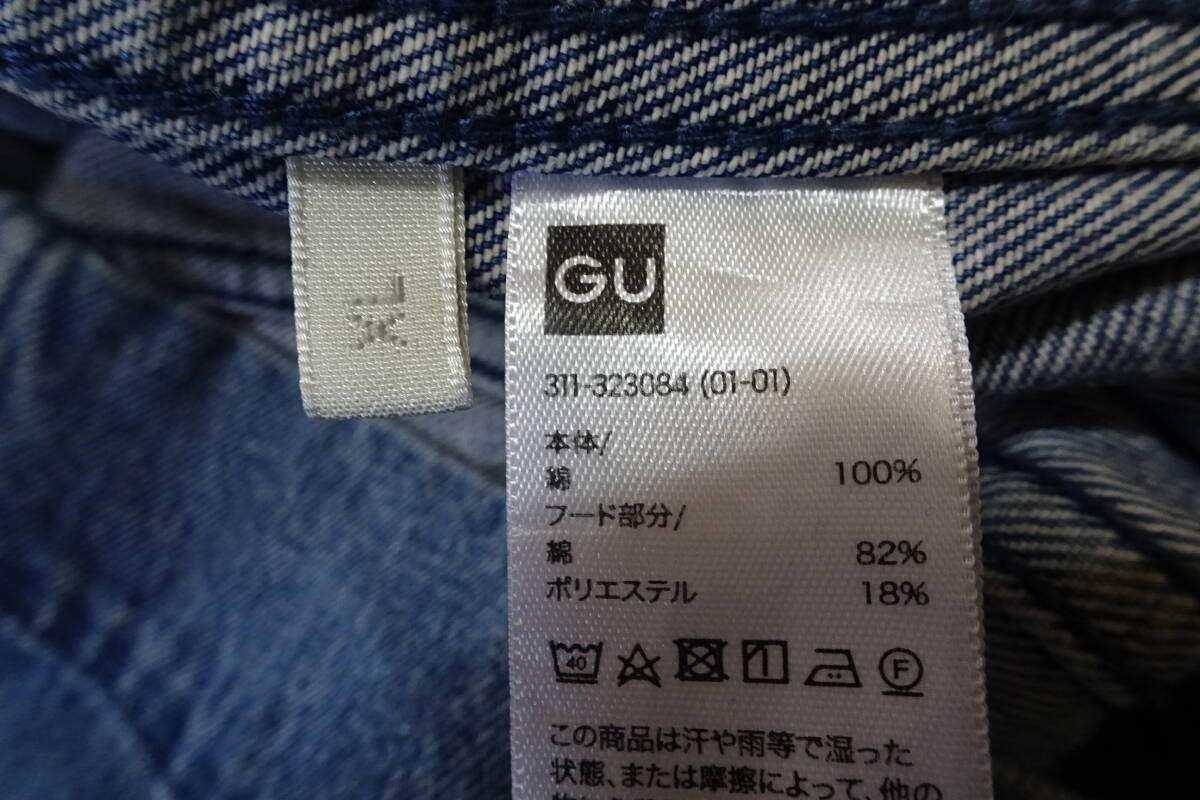 XL
GU
311-323084 (01-01)
本体/
綿 100%
フード部分/
綿 82%
ポリエステル 18%
40 F
この商品は汗や雨等で湿った
状態、または摩擦によって、他の